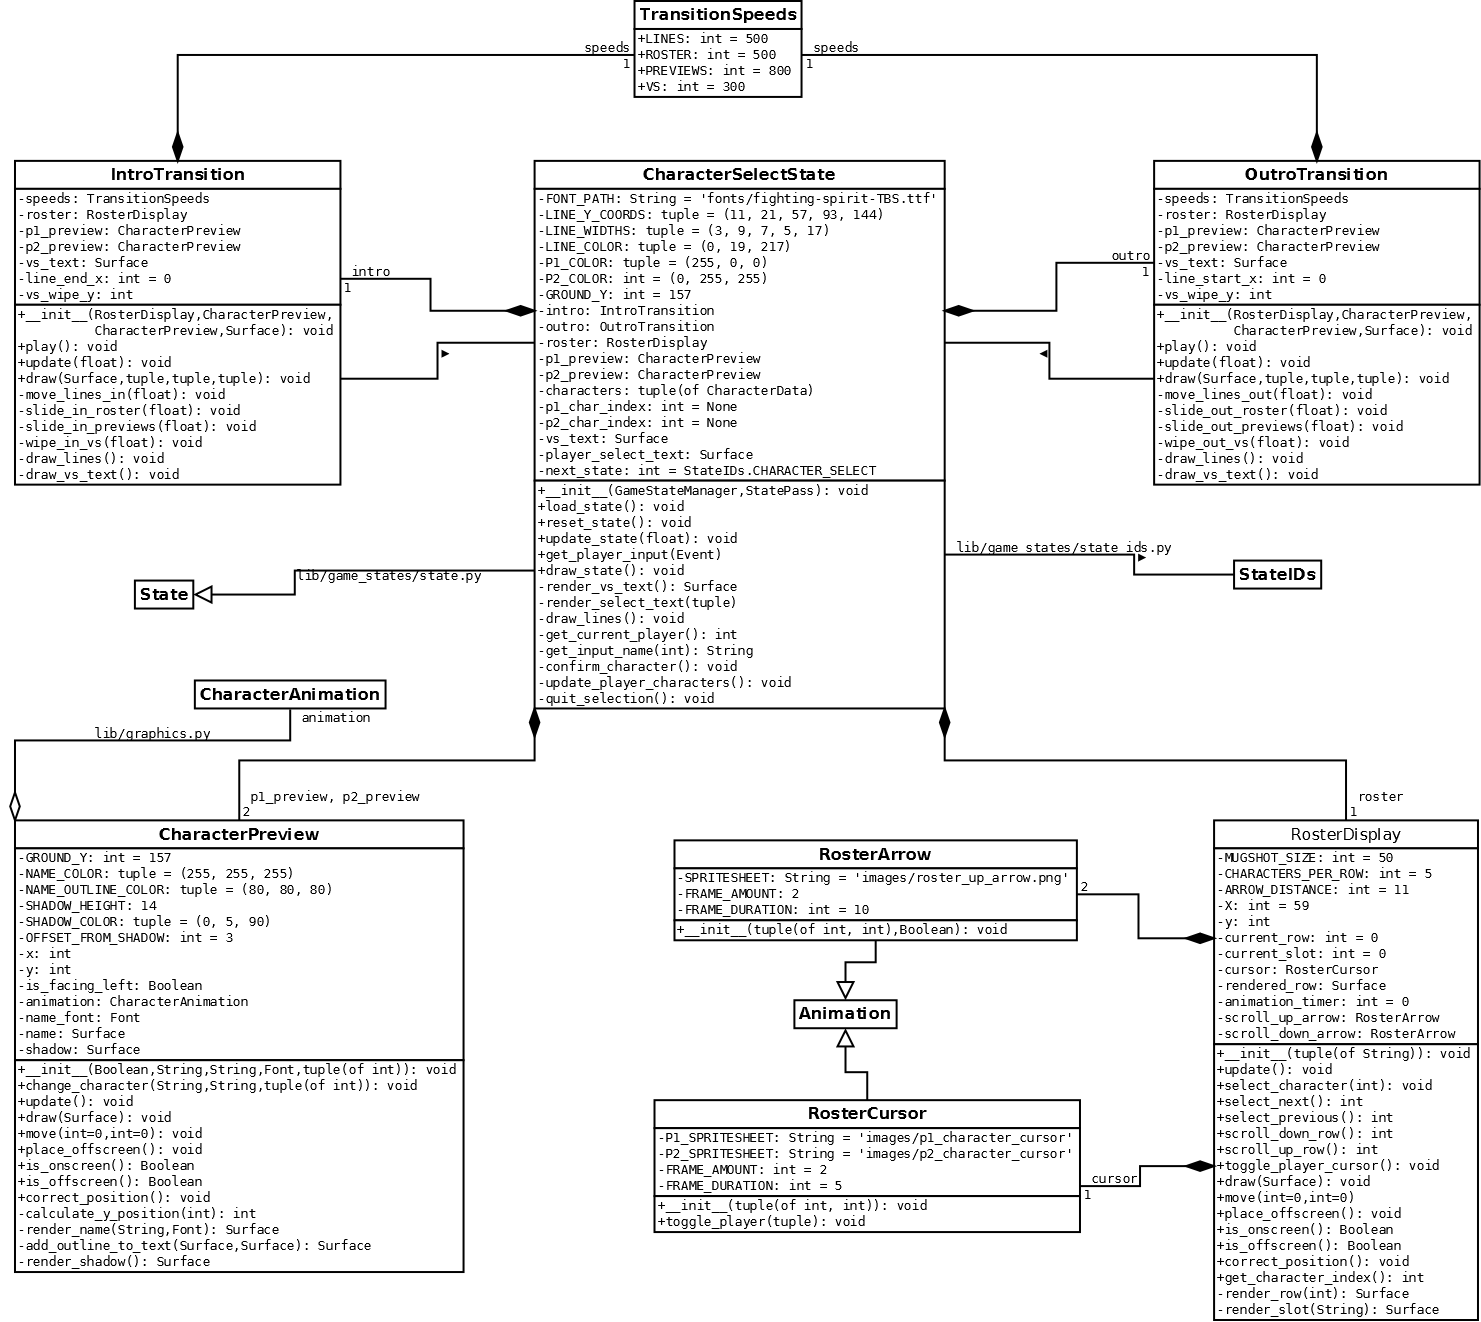 TransitionSpeeds
+LINES: int = 500
+ROSTER: int = 500
+PREVIEWS: int = 800
+VS: int = 300
speeds
1
speeds
1
IntroTransition
-speeds: TransitionSpeeds
-roster: RosterDisplay
-p1_preview: CharacterPreview
-p2_preview: CharacterPreview
-vs_text: Surface
-line_end_x: int = 0
-vs_wipe_y: int
+__init__(RosterDisplay,CharacterPreview,
CharacterPreview,Surface): void
+play(): void
+update(float): void
+draw(Surface,tuple,tuple,tuple): void
-move_lines_in(float): void
-slide_in_roster(float): void
-slide_in_previews(float): void
-wipe_in_vs(float): void
-draw_lines(): void
-draw_vs_text(): void
intro
1
CharacterSelectState
-FONT_PATH: String = 'fonts/fighting-spirit-TBS.ttf'
-LINE_Y_COORDS: tuple = (11, 21, 57, 93, 144)
-LINE_WIDTHS: tuple = (3, 9, 7, 5, 17)
-LINE_COLOR: tuple = (0, 19, 217)
-P1_COLOR: tuple = (255, 0, 0)
-P2_COLOR: int = (0, 255, 255)
-GROUND_Y: int = 157
-intro: IntroTransition
-outro: OutroTransition
-roster: RosterDisplay
-p1_preview: CharacterPreview
-p2_preview: CharacterPreview
-characters: tuple(of CharacterData)
-p1_char_index: int = None
-p2_char_index: int = None
-vs_text: Surface
-player_select_text: Surface
-next_state: int = StateIDs.CHARACTER_SELECT
+__init__(GameStateManager,StatePass): void
+load_state(): void
+reset_state(): void
+update_state(float): void
+get_player_input(Event)
+draw_state(): void
-render_vs_text(): Surface
-render_select_text(tuple)
-draw_lines(): void
-get_current_player(): int
-get_input_name(int): String
-confirm_character(): void
-update_player_characters(): void
-quit_selection(): void
outro
1
OutroTransition
-speeds: TransitionSpeeds
-roster: RosterDisplay
-p1_preview: CharacterPreview
-p2_preview: CharacterPreview
-vs_text: Surface
-line_start_x: int = 0
-vs_wipe_y: int
+__init__(RosterDisplay,CharacterPreview,
CharacterPreview,Surface): void
+play(): void
+update(float): void
+draw(Surface,tuple,tuple,tuple): void
-move_lines_out(float): void
-slide_out_roster(float): void
-slide_out_previews(float): void
-wipe_out_vs(float): void
-draw_lines(): void
-draw_vs_text(): void
lib/game_states/state_ids.py
StateIDs
lib/game_states/state.py
State
CharacterAnimation
animation
lib/graphics.py
p1_preview, p2_preview
2
roster
1
CharacterPreview
-GROUND_Y: int = 157
-NAME_COLOR: tuple = (255, 255, 255)
-NAME_OUTLINE_COLOR: tuple = (80, 80, 80)
-SHADOW_HEIGHT: 14
-SHADOW_COLOR: tuple = (0, 5, 90)
-OFFSET_FROM_SHADOW: int = 3
-x: int
-y: int
-is_facing_left: Boolean
-animation: CharacterAnimation
-name_font: Font
-name: Surface
-shadow: Surface
+__init__(Boolean,String,String,Font,tuple(of int)): void
+change_character(String,String,tuple(of int)): void
+update(): void
+draw(Surface): void
+move(int=0,int=0): void
+place_offscreen(): void
+is_onscreen(): Boolean
+is_offscreen(): Boolean
+correct_position(): void
-calculate_y_position(int): int
-render_name(String,Font): Surface
-add_outline_to_text(Surface,Surface): Surface
-render_shadow(): Surface
RosterArrow
-SPRITESHEET: String = 'images/roster_up_arrow.png'
-FRAME_AMOUNT: 2
-FRAME_DURATION: int = 10
+__init__(tuple(of int, int),Boolean): void
2
Animation
RosterCursor
-P1_SPRITESHEET: String = 'images/p1_character_cursor'
-P2_SPRITESHEET: String = 'images/p2_character_cursor'
-FRAME_AMOUNT: int = 2
-FRAME_DURATION: int = 5
+__init__(tuple(of int, int)): void
+toggle_player(tuple): void
cursor
1
RosterDisplay
-MUGSHOT_SIZE: int = 50
-CHARACTERS_PER_ROW: int = 5
-ARROW_DISTANCE: int = 11
-X: int = 59
-y: int
-current_row: int = 0
-current_slot: int = 0
-cursor: RosterCursor
-rendered_row: Surface
-animation_timer: int = 0
-scroll_up_arrow: RosterArrow
-scroll_down_arrow: RosterArrow
+__init__(tuple(of String)): void
+update(): void
+select_character(int): void
+select_next(): int
+select_previous(): int
+scroll_down_row(): int
+scroll_up_row(): int
+toggle_player_cursor(): void
+draw(Surface): void
+move(int=0,int=0)
+place_offscreen(): void
+is_onscreen(): Boolean
+is_offscreen(): Boolean
+correct_position(): void
+get_character_index(): int
-render_row(int): Surface
-render_slot(String): Surface